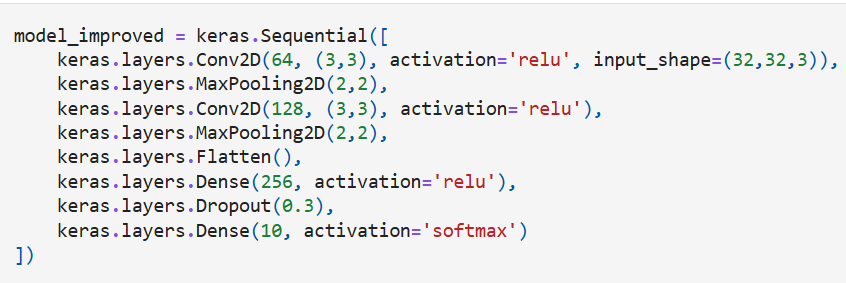 model_improved = keras.Sequential([
    keras.layers.Conv2D(64, (3,3), activation='relu', input_shape=(32,32,3)),
    keras.layers.MaxPooling2D(2,2),
    keras.layers.Conv2D(128, (3,3), activation='relu'),
    keras.layers.MaxPooling2D(2,2),
    keras.layers.Flatten(),
    keras.layers.Dense(256, activation='relu'),
    keras.layers.Dropout(0.3),
    keras.layers.Dense(10, activation='softmax')
])